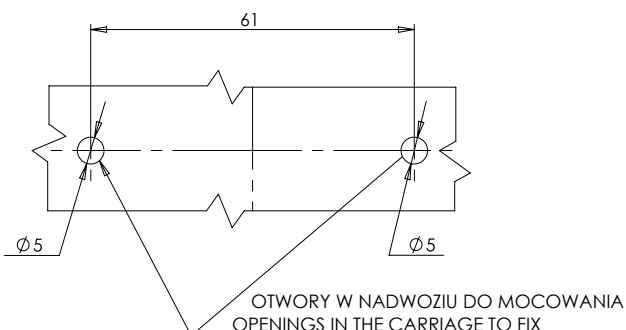 61
Ø5
Ø5
OTWORY W NADWOZIU DO MOCOWANIA
OPENINGS IN THE CARRIAGE TO FIX